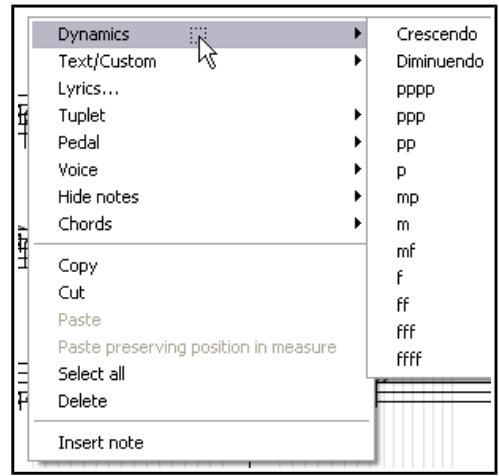 Dynamics
Text/Custom
Lyrics...
Tuplet
Pedal
Voice
Hide notes
Chords
Copy
Cut
Paste
Paste preserving position in measure
Select all
Delete
Insert note
Crescendo
Diminuendo
pppp
ppp
pp
p
mp
m
mf
f
ff
fff
ffff